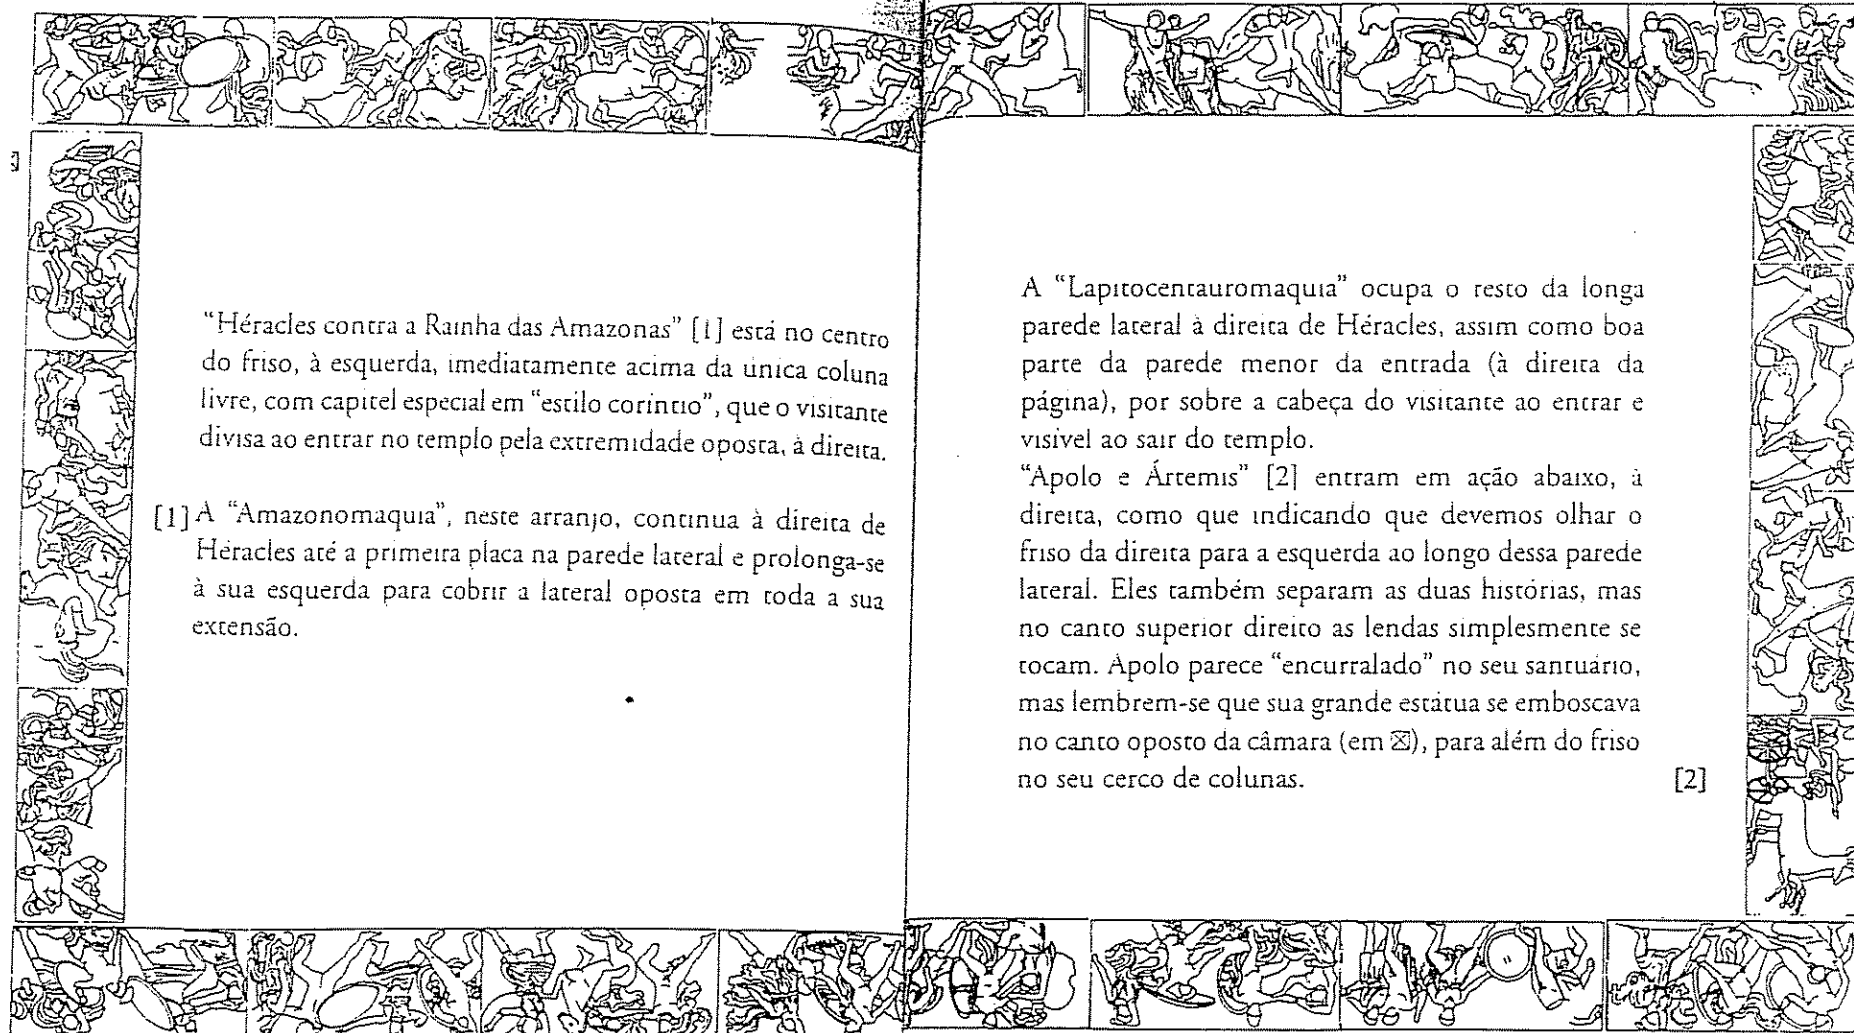 "Héracles contra a Rainha das Amazonas" [1] está no centro
do friso, à esquerda, imediatamente acima da única coluna
livre, com capitel especial em "estilo coríntio", que o visitante
divisa ao entrar no templo pela extremidade oposta, à direita.
[1] A "Amazonomaquia", neste arranjo, continua à direita de
Héracles até a primeira placa na parede lateral e prolonga-se
à sua esquerda para cobrir a lateral oposta em toda a sua
extensão.
A "Lapitocentauromaquia" ocupa o resto da longa
parede lateral à direita de Héracles, assim como boa
parte da parede menor da entrada (à direita da
página), por sobre a cabeça do visitante ao entrar e
visível ao sair do templo.
"Apolo e Ártemis" [2] entram em ação abaixo, à
direita, como que indicando que devemos olhar o
friso da direita para a esquerda ao longo dessa parede
lateral. Eles também separam as duas histórias, mas
no canto superior direito as lendas simplesmente se
tocam. Apolo parece "encurralado" no seu santuário,
mas lembrem-se que sua grande estátua se emboscava
no canto oposto da câmara (em ☒), para além do friso
no seu cerco de colunas.
[2]